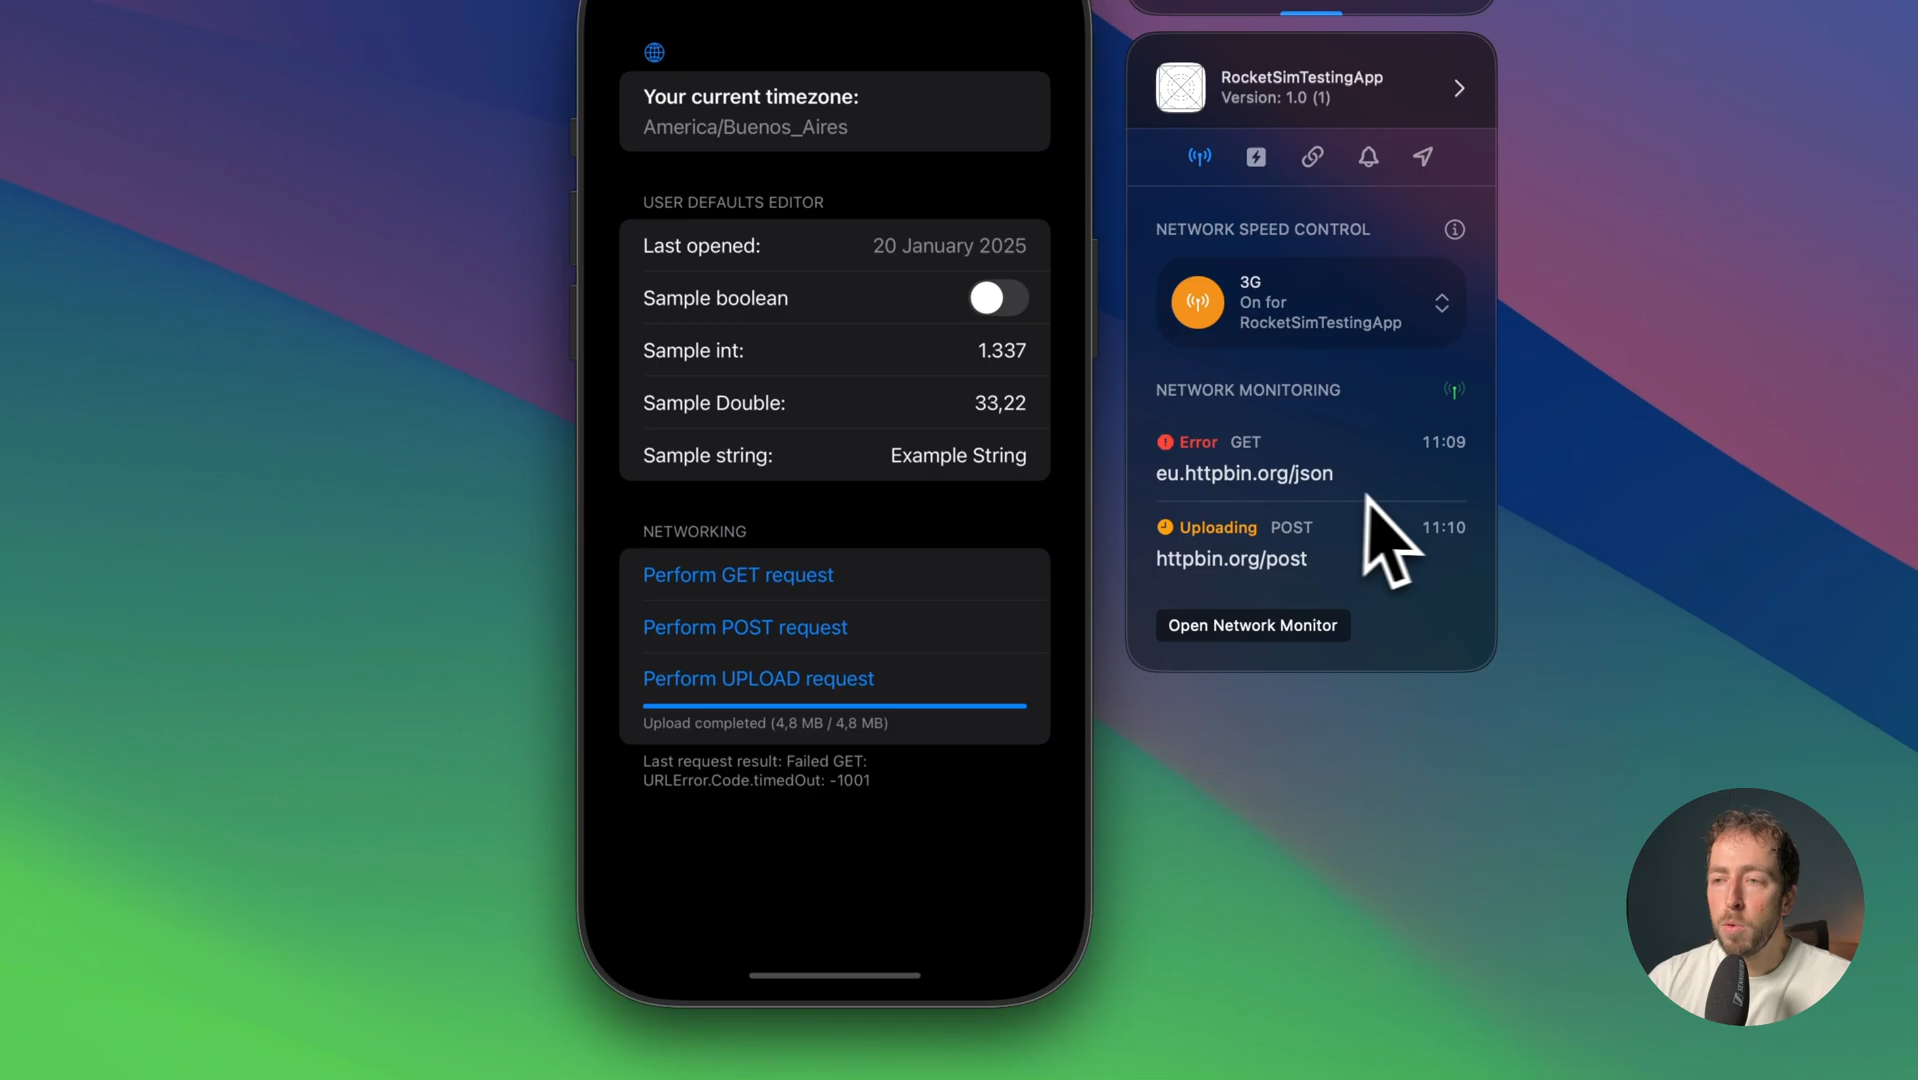 Your current timezone:
America/Buenos_Aires
USER DEFAULTS EDITOR
Last opened: 20 January 2025
Sample boolean
Sample int: 1.337
Sample Double: 33,22
Sample string: Example String
NETWORKING
Perform GET request
Perform POST request
Perform UPLOAD request
Upload completed (4,8 MB / 4,8 MB)
Last request result: Failed GET:
URLError.Code.timedOut: -1001
RocketSimTestingApp
Version: 1.0 (1)
NETWORK SPEED CONTROL
3G
On for
RocketSimTestingApp
NETWORK MONITORING
Error GET 11:09
eu.httpbin.org/json
Uploading POST 11:10
httpbin.org/post
Open Network Monitor